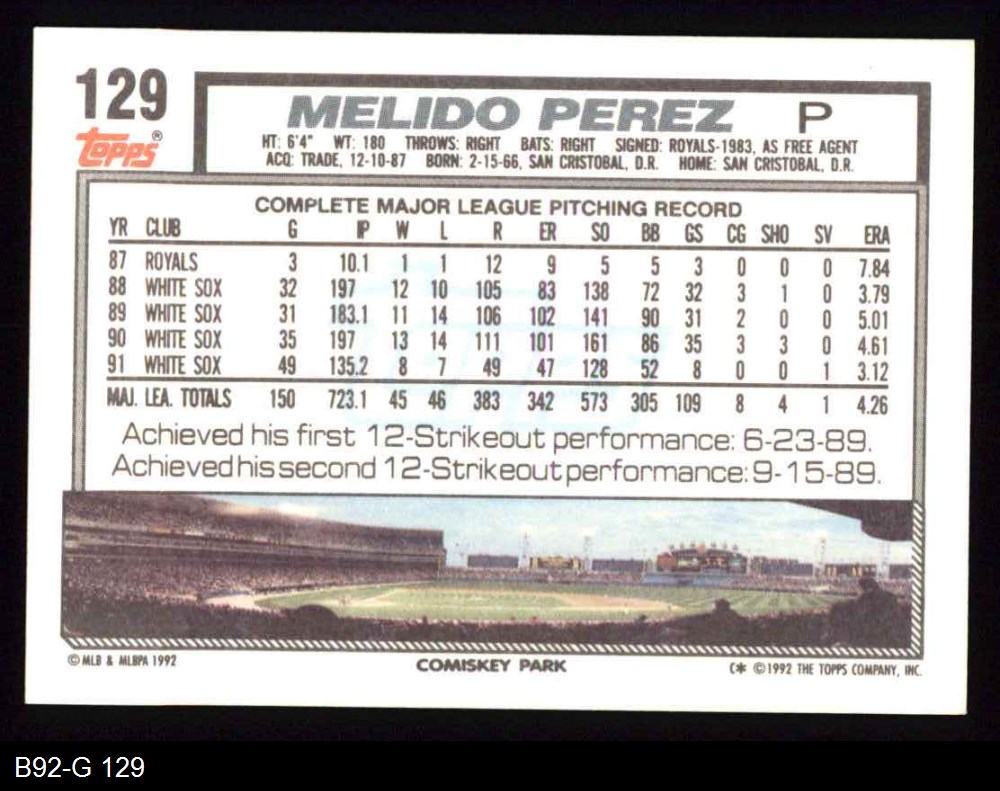 129
TOPPS®
MELIDO PEREZ P
HT: 6'4" WT: 180 THROWS: RIGHT BATS: RIGHT SIGNED: ROYALS-1983, AS FREE AGENT
ACQ: TRADE, 12-10-87 BORN: 2-15-66, SAN CRISTOBAL, D.R. HOME: SAN CRISTOBAL, D.R.
COMPLETE MAJOR LEAGUE PITCHING RECORD
YR CLUB G IP W L R ER SO BB GS CG SHO SV ERA
87 ROYALS 3 10.1 1 1 12 9 5 5 3 0 0 0 7.84
88 WHITE SOX 32 197 12 10 105 83 138 72 32 3 1 0 3.79
89 WHITE SOX 31 183.1 11 14 106 102 141 90 31 2 0 0 5.01
90 WHITE SOX 35 197 13 14 111 101 161 86 35 3 3 0 4.61
91 WHITE SOX 49 135.2 8 7 49 47 128 52 8 0 0 1 3.12
MAJ. LEA. TOTALS 150 723.1 45 46 383 342 573 305 109 8 4 1 4.26
Achieved his first 12-Strikeout performance: 6-23-89.
Achieved his second 12-Strikeout performance: 9-15-89.
© MLB & MLBPA 1992
COMISKEY PARK
C* ©1992 THE TOPPS COMPANY, INC.
B92-G 129